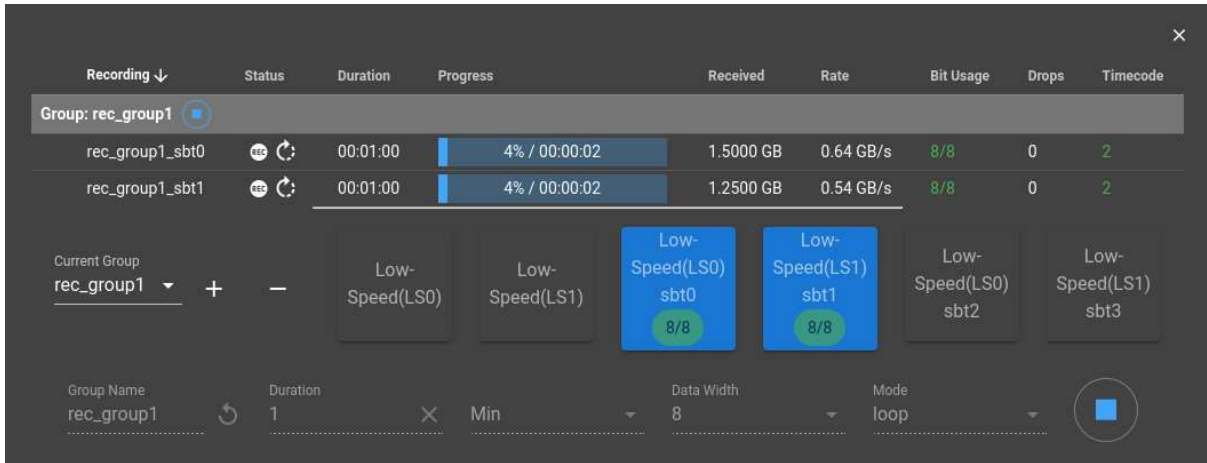 Recording Status Duration Progress Received Rate Bit Usage Drops Timecode
Group: rec_group1
rec_group1_sbt0 REC 00:01:00 4% / 00:00:02 1.5000 GB 0.64 GB/s 8/8 0 2
rec_group1_sbt1 REC 00:01:00 4% / 00:00:02 1.2500 GB 0.54 GB/s 8/8 0 2
Current Group
rec_group1
Low-
Speed(LS0)
Low-
Speed(LS1)
Low-
Speed(LS0)
sbt0
8/8
Low-
Speed(LS1)
sbt1
8/8
Low-
Speed(LS0)
sbt2
Low-
Speed(LS1)
sbt3
Group Name
rec_group1
Duration
1
Min
Data Width
8
Mode
loop